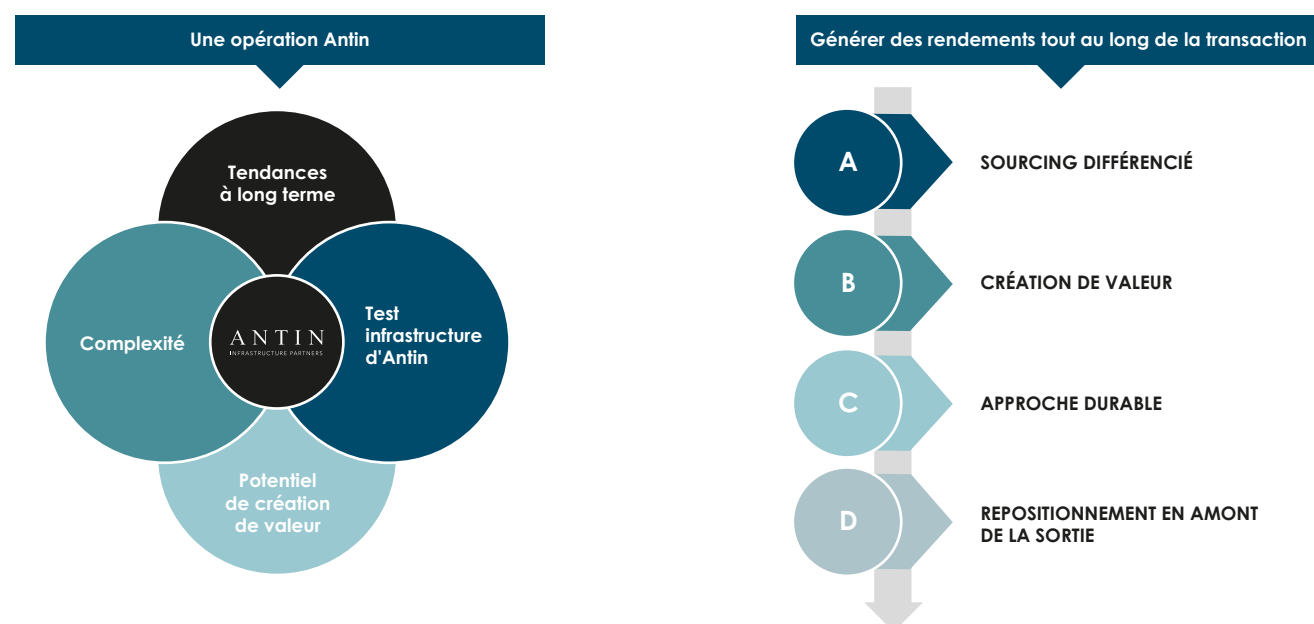 Une opération Antin
Tendances
à long terme
Complexité
ANTIN
INFRASTRUCTURE PARTNERS
Test
infrastructure
d'Antin
Potentiel
de création
de valeur
Générer des rendements tout au long de la transaction
A
SOURCING DIFFÉRENCIÉ
B
CRÉATION DE VALEUR
C
APPROCHE DURABLE
D
REPOSITIONNEMENT EN AMONT
DE LA SORTIE